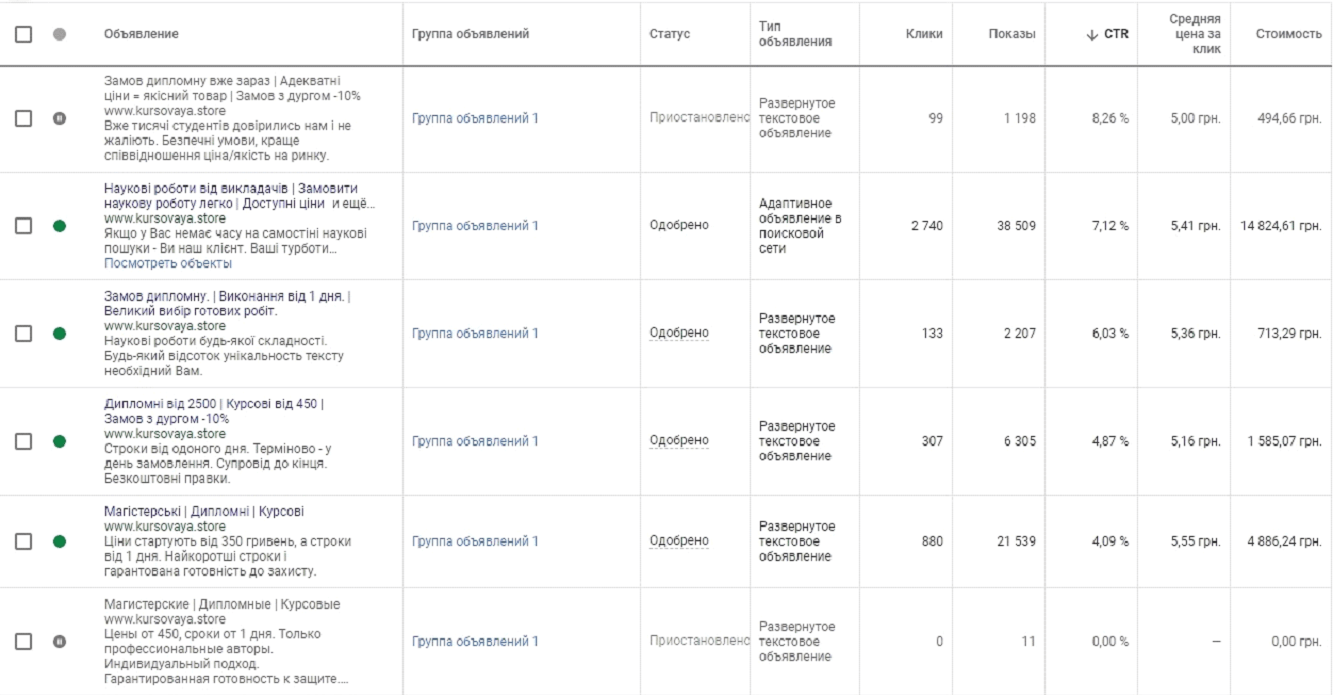 Объявление
Группа объявлений
Статус
Тип
объявления
Клики
Показы
↓ CTR
Средняя
цена за
клик
Стоимость
Замов дипломну вже зараз | Адекватні
ціни = якісний товар | Замов з дургом -10%
www.kursovaya.store
Вже тисячі студентів довірились нам і не
жаліють. Безпечні умови, краще
співвідношення ціна/якість на ринку.
Группа объявлений 1
Приостановленс
Развернутое
текстовое
объявление
99
1 198
8,26 %
5,00 грн.
494,66 грн.
Наукові роботи від викладачів | Замовити
наукову роботу легко | Доступні ціни и ещё...
www.kursovaya.store
Якщо у Вас немає часу на самостіні наукові
пошуки - Ви наш клієнт. Ваші турботи...
Посмотреть объекты
Группа объявлений 1
Одобрено
Адаптивное
объявление в
поисковой
сети
2 740
38 509
7,12 %
5,41 грн.
14 824,61 грн.
Замов дипломну. | Виконання від 1 дня. |
Великий вибір готових робіт.
www.kursovaya.store
Наукові роботи будь-якої складності.
Будь-який відсоток унікальность тексту
необхідний Вам.
Группа объявлений 1
Одобрено
Развернутое
текстовое
объявление
133
2 207
6,03 %
5,36 грн.
713,29 грн.
Дипломні від 2500 | Курсові від 450 |
Замов з дургом -10%
www.kursovaya.store
Строки від одоного дня. Терміново - у
день замовлення. Супровід до кінця.
Безкоштовні правки.
Группа объявлений 1
Одобрено
Развернутое
текстовое
объявление
307
6 305
4,87 %
5,16 грн.
1 585,07 грн.
Магістерські | Дипломні | Курсові
www.kursovaya.store
Ціни стартують від 350 гривень, а строки
від 1 дня. Найкоротші строки і
гарантована готовність до захисту.
Группа объявлений 1
Одобрено
Развернутое
текстовое
объявление
880
21 539
4,09 %
5,55 грн.
4 886,24 грн.
Магистерские | Дипломные | Курсовые
www.kursovaya.store
Цены от 450, сроки от 1 дня. Только
профессиональные авторы.
Индивидуальный подход.
Гарантированная готовность к защите....
Группа объявлений 1
Приостановленс
Развернутое
текстовое
объявление
0
11
0,00 %
—
0,00 грн.